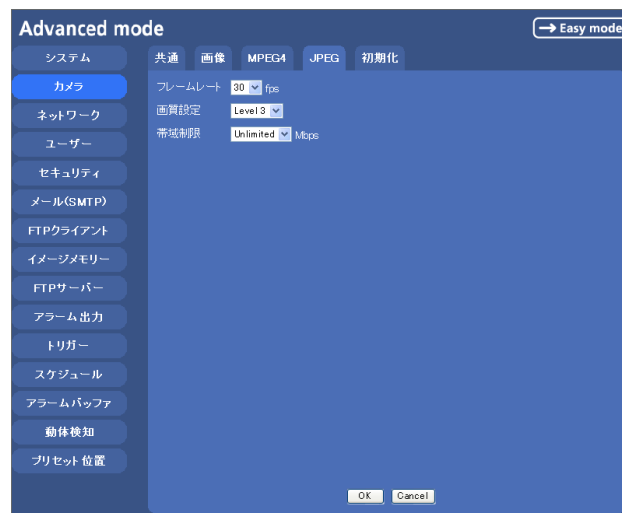 Advanced mode
→ Easy mode
システム
カメラ
ネットワーク
ユーザー
セキュリティ
メール(SMTP)
FTPクライアント
イメージメモリー
FTPサーバー
アラーム出力
トリガー
スケジュール
アラームバッファ
動体検知
プリセット位置
共通 画像 MPEG4 JPEG 初期化
フレームレート 30 fps
画質設定 Level 3
帯域制限 Unlimited Mbps
OK Cancel